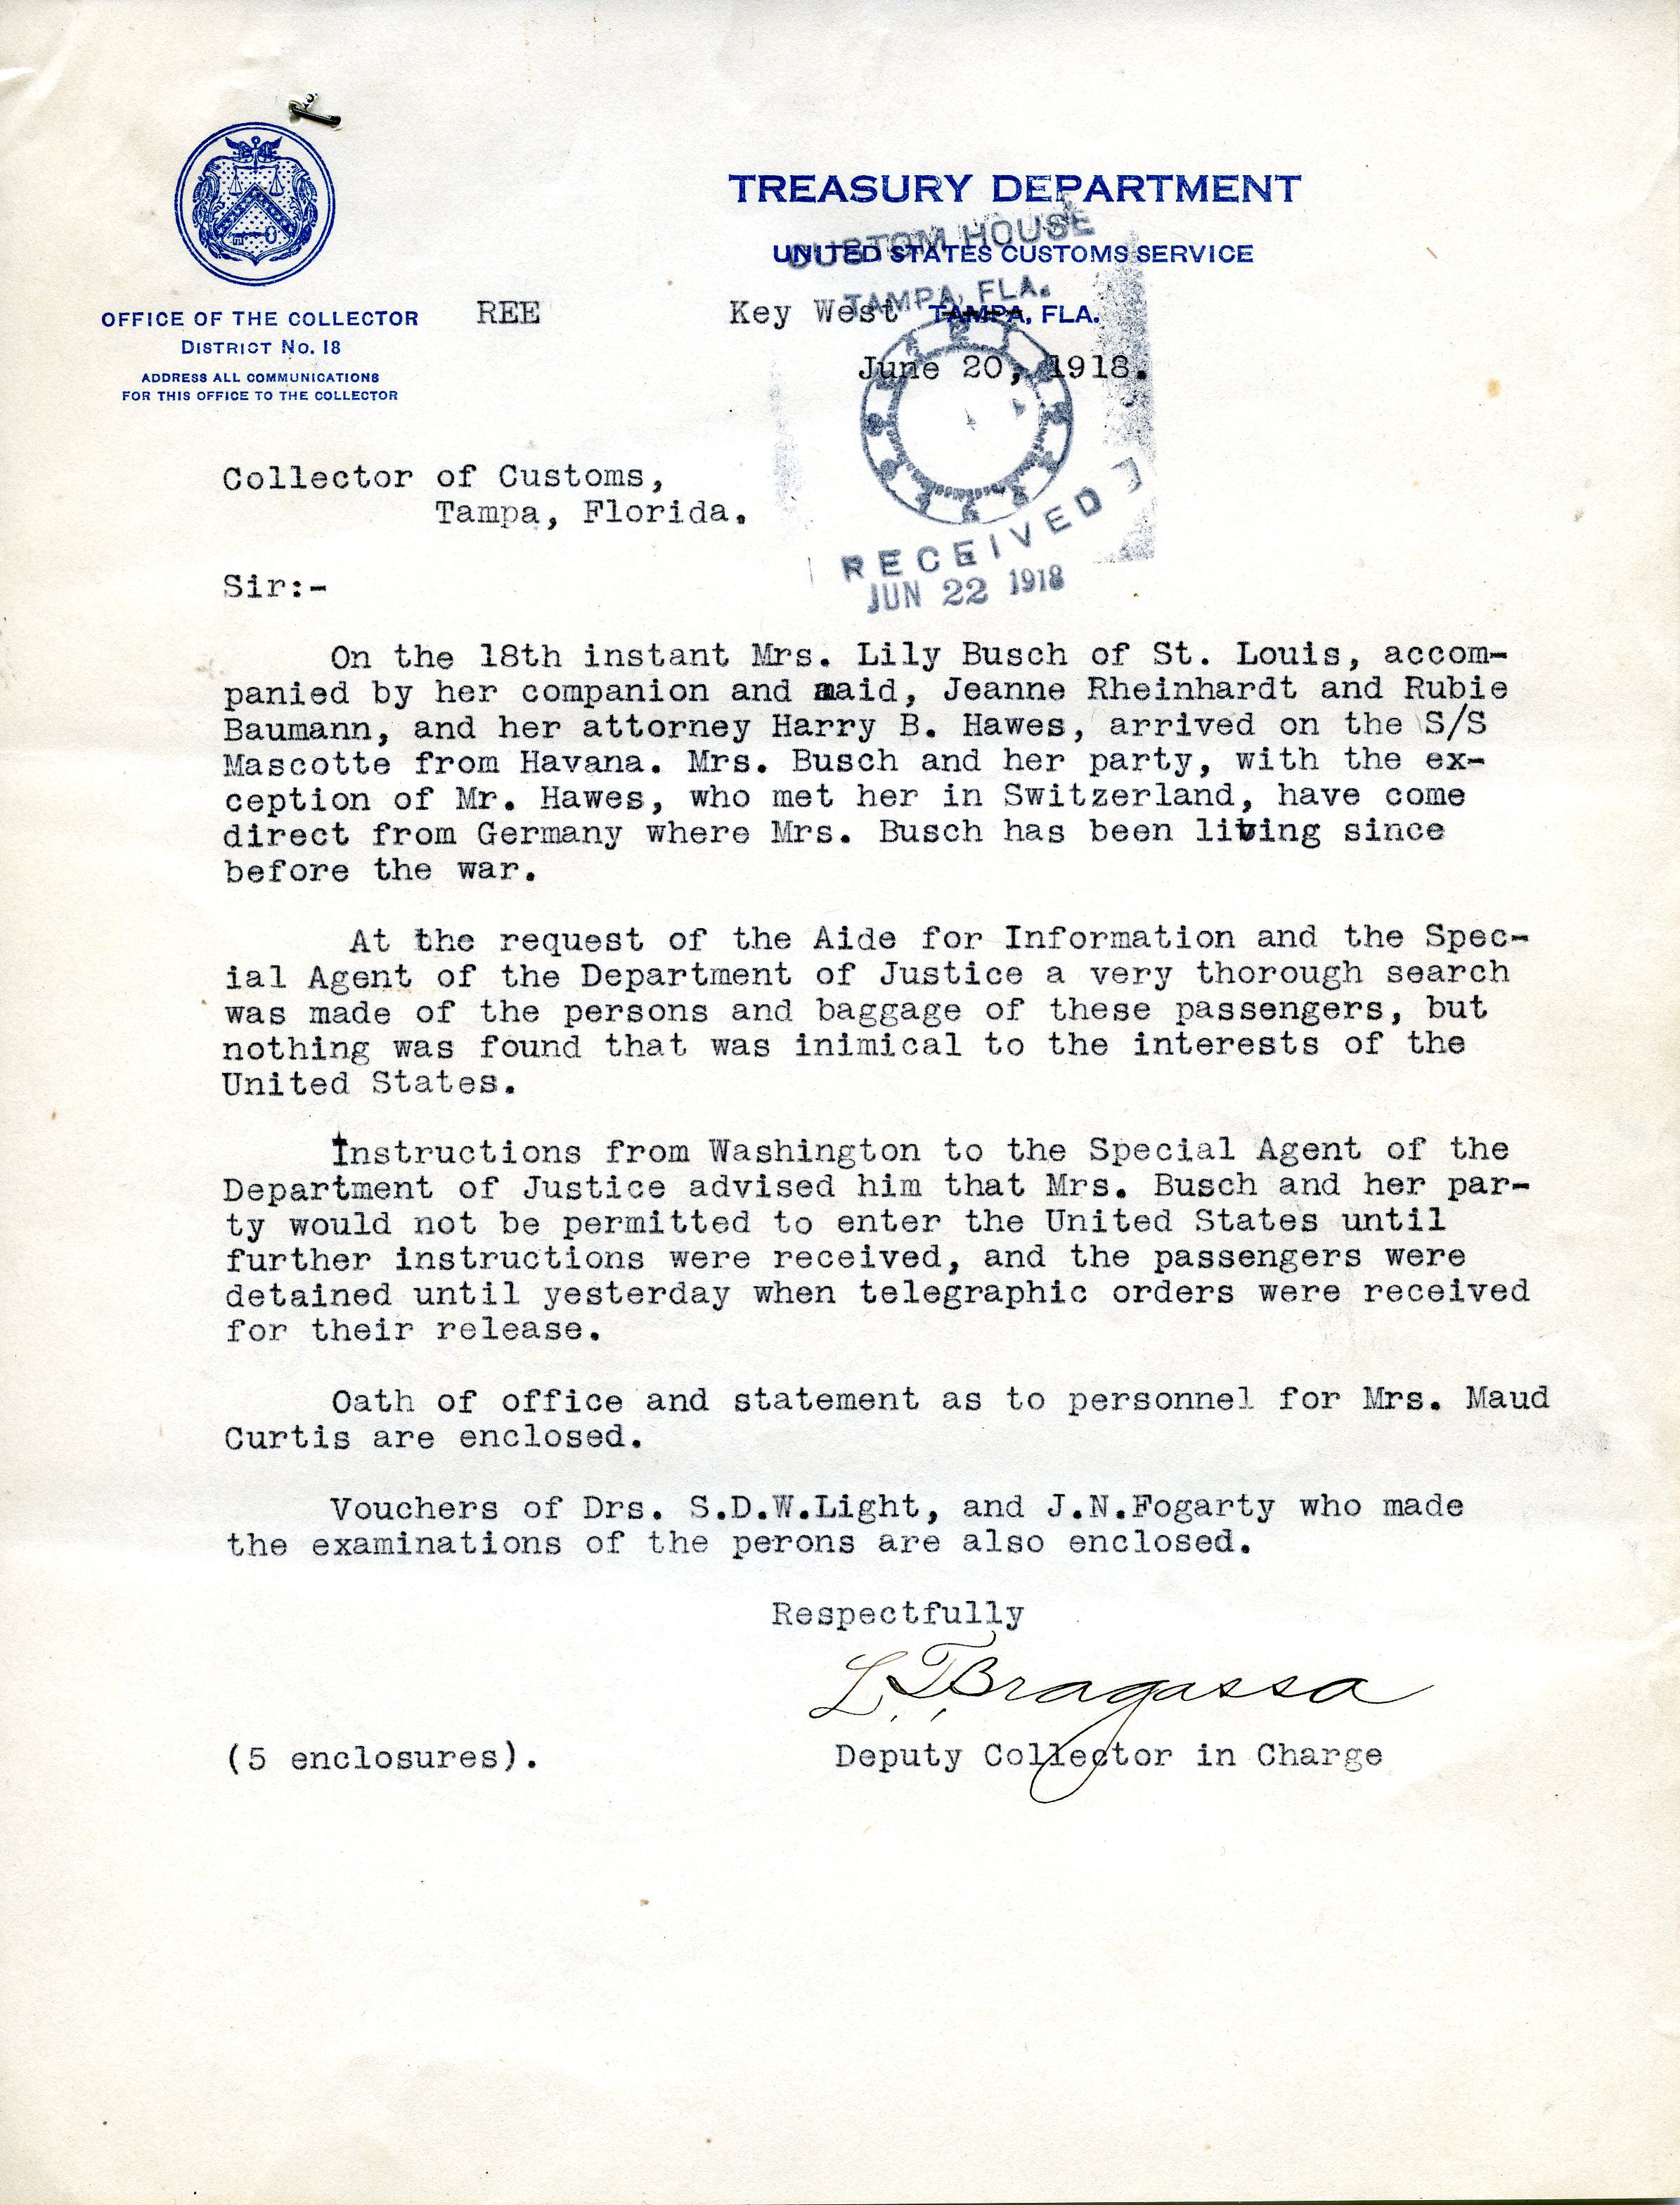 TREASURY DEPARTMENT
CUSTOM HOUSE
UNITED STATES CUSTOMS SERVICE
TAMPA, FLA.
OFFICE OF THE COLLECTOR
DISTRICT No. 18
ADDRESS ALL COMMUNICATIONS
FOR THIS OFFICE TO THE COLLECTOR
REE
Key West TAMPA, FLA.
June 20, 1918.
Collector of Customs,
Tampa, Florida.
RECEIVED
JUN 22 1918
Sir:-
On the 18th instant Mrs. Lily Busch of St. Louis, accom-
panied by her companion and maid, Jeanne Rheinhardt and Rubie
Baumann, and her attorney Harry B. Hawes, arrived on the S/S
Mascotte from Havana. Mrs. Busch and her party, with the ex-
ception of Mr. Hawes, who met her in Switzerland, have come
direct from Germany where Mrs. Busch has been living since
before the war.
At the request of the Aide for Information and the Spec-
ial Agent of the Department of Justice a very thorough search
was made of the persons and baggage of these passengers, but
nothing was found that was inimical to the interests of the
United States.
Instructions from Washington to the Special Agent of the
Department of Justice advised him that Mrs. Busch and her par-
ty would not be permitted to enter the United States until
further instructions were received, and the passengers were
detained until yesterday when telegraphic orders were received
for their release.
Oath of office and statement as to personnel for Mrs. Maud
Curtis are enclosed.
Vouchers of Drs. S.D.W.Light, and J.N.Fogarty who made
the examinations of the perons are also enclosed.
Respectfully
L.T. Bragassa
(5 enclosures).
Deputy Collector in Charge